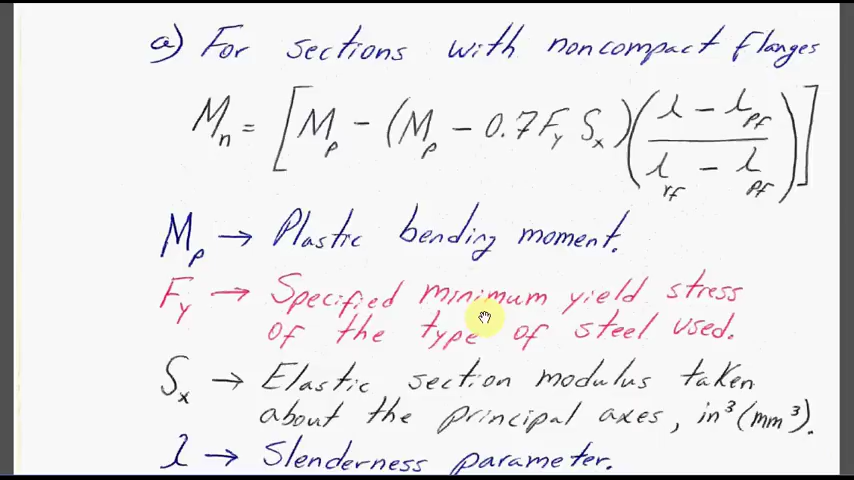 a) For sections with noncompact flanges
Mn = [Mp − (Mp − 0.7 Fy Sx)((λ − λpf)/(λrf − λpf))]
Mp → Plastic bending moment.
Fy → Specified minimum yield stress
of the type of steel used.
Sx → Elastic section modulus taken
about the principal axes, in³ (mm³).
λ → Slenderness parameter.